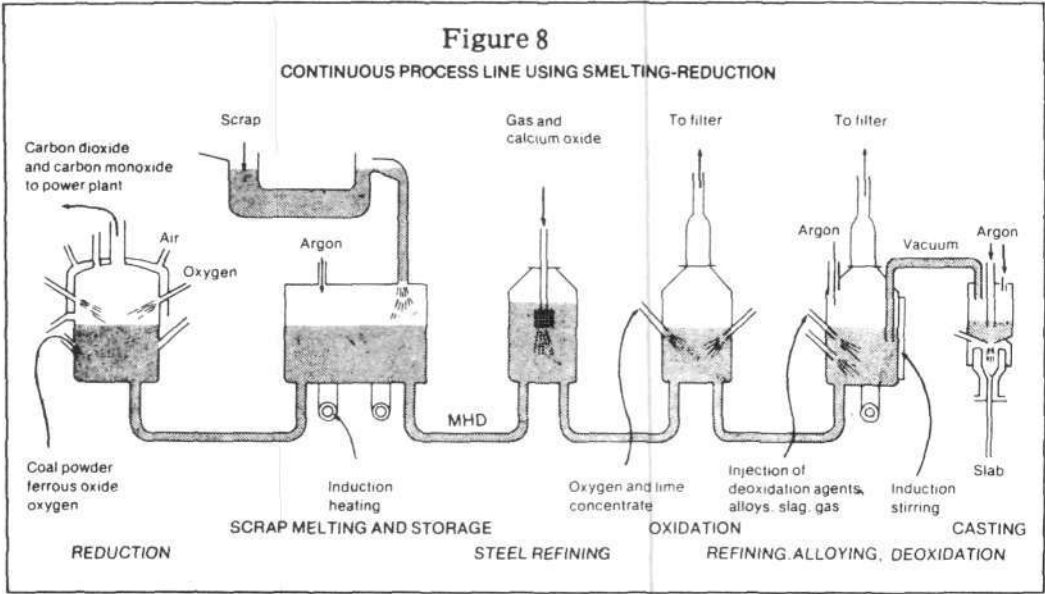 Figure 8
CONTINUOUS PROCESS LINE USING SMELTING-REDUCTION
Scrap
Gas and
calcium oxide
To filter
To filter
Carbon dioxide
and carbon monoxide
to power plant
Air
Oxygen
Argon
Argon
Vacuum
Argon
MHD
Coal powder
ferrous oxide
oxygen
Induction
heating
Oxygen and lime
concentrate
Injection of
deoxidation agents,
alloys. slag. gas
Induction
stirring
Slab
SCRAP MELTING AND STORAGE
OXIDATION
CASTING
REDUCTION
STEEL REFINING
REFINING.ALLOYING, DEOXIDATION